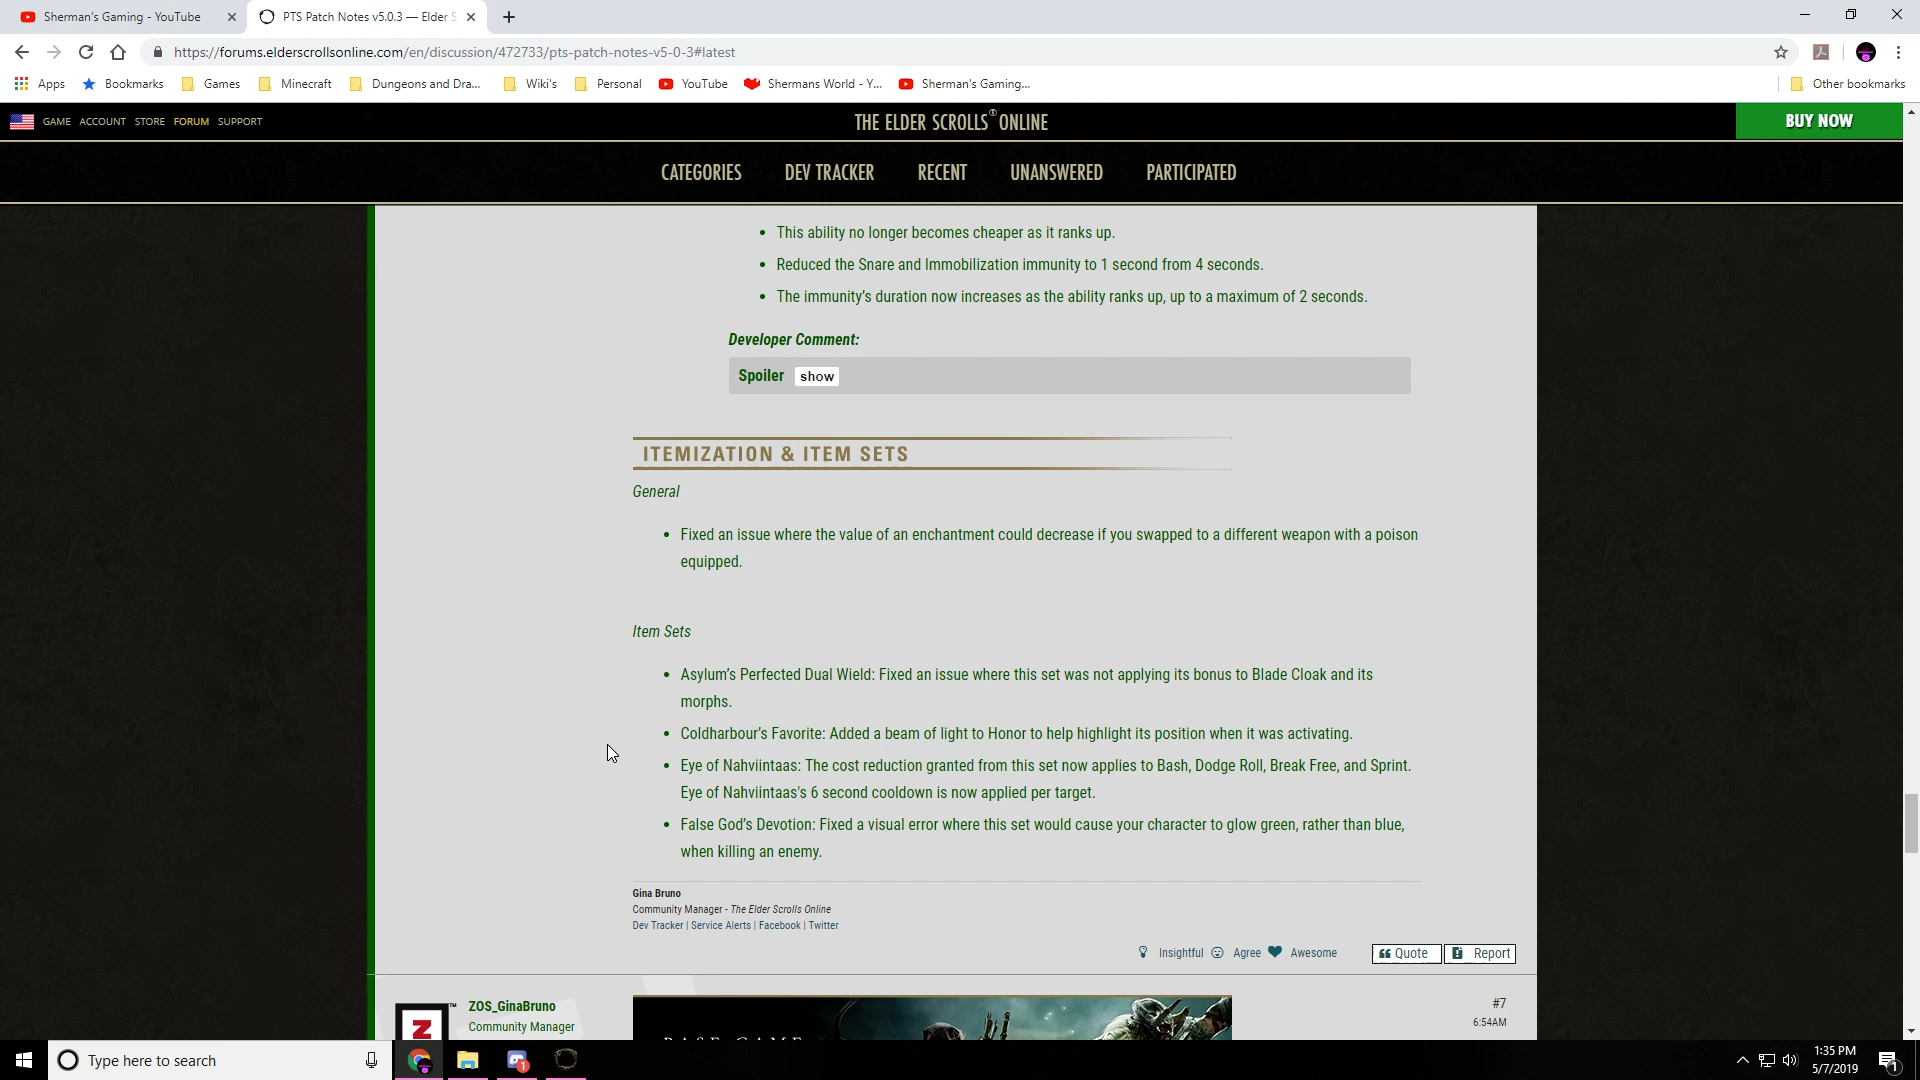 Sherman's Gaming - YouTube
PTS Patch Notes v5.0.3 — Elder S
https://forums.elderscrollsonline.com/en/discussion/472733/pts-patch-notes-v5-0-3#latest
Apps Bookmarks Games Minecraft Dungeons and Dra... Wiki's Personal YouTube Shermans World - Y... Sherman's Gaming... Other bookmarks
GAME ACCOUNT STORE FORUM SUPPORT
THE ELDER SCROLLS® ONLINE
BUY NOW
CATEGORIES DEV TRACKER RECENT UNANSWERED PARTICIPATED
• This ability no longer becomes cheaper as it ranks up.
• Reduced the Snare and Immobilization immunity to 1 second from 4 seconds.
• The immunity's duration now increases as the ability ranks up, up to a maximum of 2 seconds.
Developer Comment:
Spoiler show
ITEMIZATION & ITEM SETS
General
• Fixed an issue where the value of an enchantment could decrease if you swapped to a different weapon with a poison
equipped.
Item Sets
• Asylum's Perfected Dual Wield: Fixed an issue where this set was not applying its bonus to Blade Cloak and its
morphs.
• Coldharbour's Favorite: Added a beam of light to Honor to help highlight its position when it was activating.
• Eye of Nahviintaas: The cost reduction granted from this set now applies to Bash, Dodge Roll, Break Free, and Sprint.
Eye of Nahviintaas's 6 second cooldown is now applied per target.
• False God's Devotion: Fixed a visual error where this set would cause your character to glow green, rather than blue,
when killing an enemy.
Gina Bruno
Community Manager - The Elder Scrolls Online
Dev Tracker | Service Alerts | Facebook | Twitter
Insightful Agree Awesome Quote Report
ZOS_GinaBruno
Community Manager
Z
™
BASE GAME
#7
6:54AM
Type here to search
1
1:35 PM
5/7/2019
1